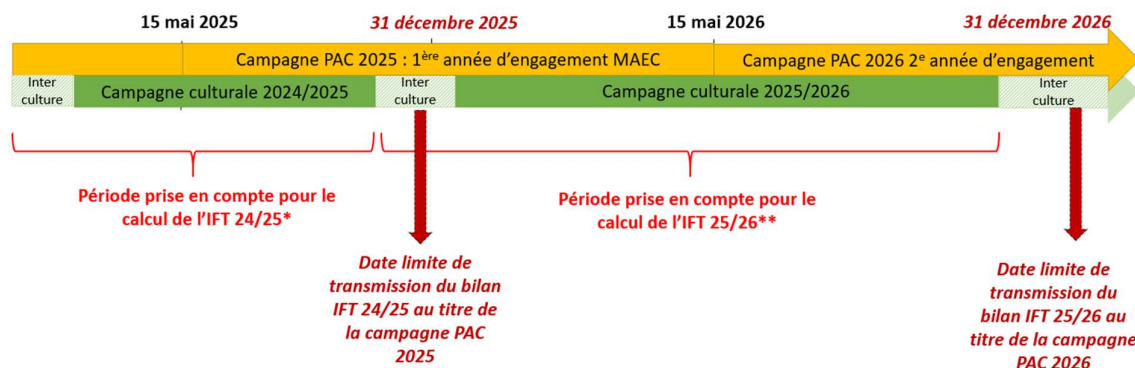 15 mai 2025
31 décembre 2025
15 mai 2026
31 décembre 2026
Campagne PAC 2025 : 1ère année d'engagement MAEC
Campagne PAC 2026 2e année d'engagement
Inter
culture
Campagne culturale 2024/2025
Inter
culture
Campagne culturale 2025/2026
Inter
culture
Période prise en compte pour le
calcul de l'IFT 24/25*
Période prise en compte pour le
calcul de l'IFT 25/26**
Date limite de
transmission du bilan
IFT 24/25 au titre de
la campagne PAC
2025
Date limite de
transmission du
bilan IFT 25/26 au
titre de la campagne
PAC 2026